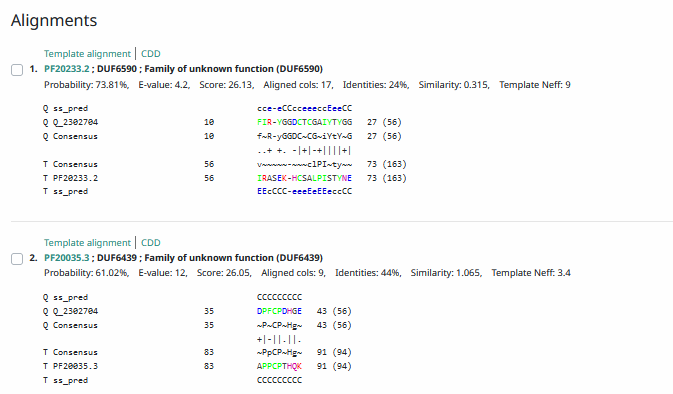 Alignments
Template alignment | CDD
1. PF20233.2 ; DUF6590 ; Family of unknown function (DUF6590)
Probability: 73.81%, E-value: 4.2, Score: 26.13, Aligned cols: 17, Identities: 24%, Similarity: 0.315, Template Neff: 9
Q ss_pred cce-eCCcceeeccEeeCC
Q Q_2302704 10 FIR-YGGDCTCGAIYTYGG 27 (56)
Q Consensus 10 f~R-yGGDC~CG~iYtY~G 27 (56)
..+ +. -|+|-+||||+|
T Consensus 56 v~~~~~-~~~clPI~ty~~ 73 (163)
T PF20233.2 56 IRASEK-HCSALPISTYNE 73 (163)
T ss_pred EEcCCC-eeeEeEEeccCC
Template alignment | CDD
2. PF20035.3 ; DUF6439 ; Family of unknown function (DUF6439)
Probability: 61.02%, E-value: 12, Score: 26.05, Aligned cols: 9, Identities: 44%, Similarity: 1.065, Template Neff: 3.4
Q ss_pred CCCCCCCCC
Q Q_2302704 35 DPFCPDHGE 43 (56)
Q Consensus 35 ~P~CP~Hg~ 43 (56)
+|-||.||.
T Consensus 83 ~PpCP~Hg~ 91 (94)
T PF20035.3 83 APPCPTHQK 91 (94)
T ss_pred CCCCCCCCC